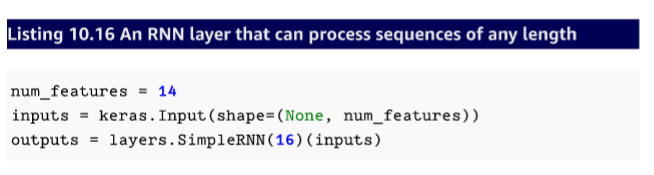 Listing 10.16 An RNN layer that can process sequences of any length
num_features = 14
inputs = keras.Input(shape=(None, num_features))
outputs = layers.SimpleRNN(16)(inputs)